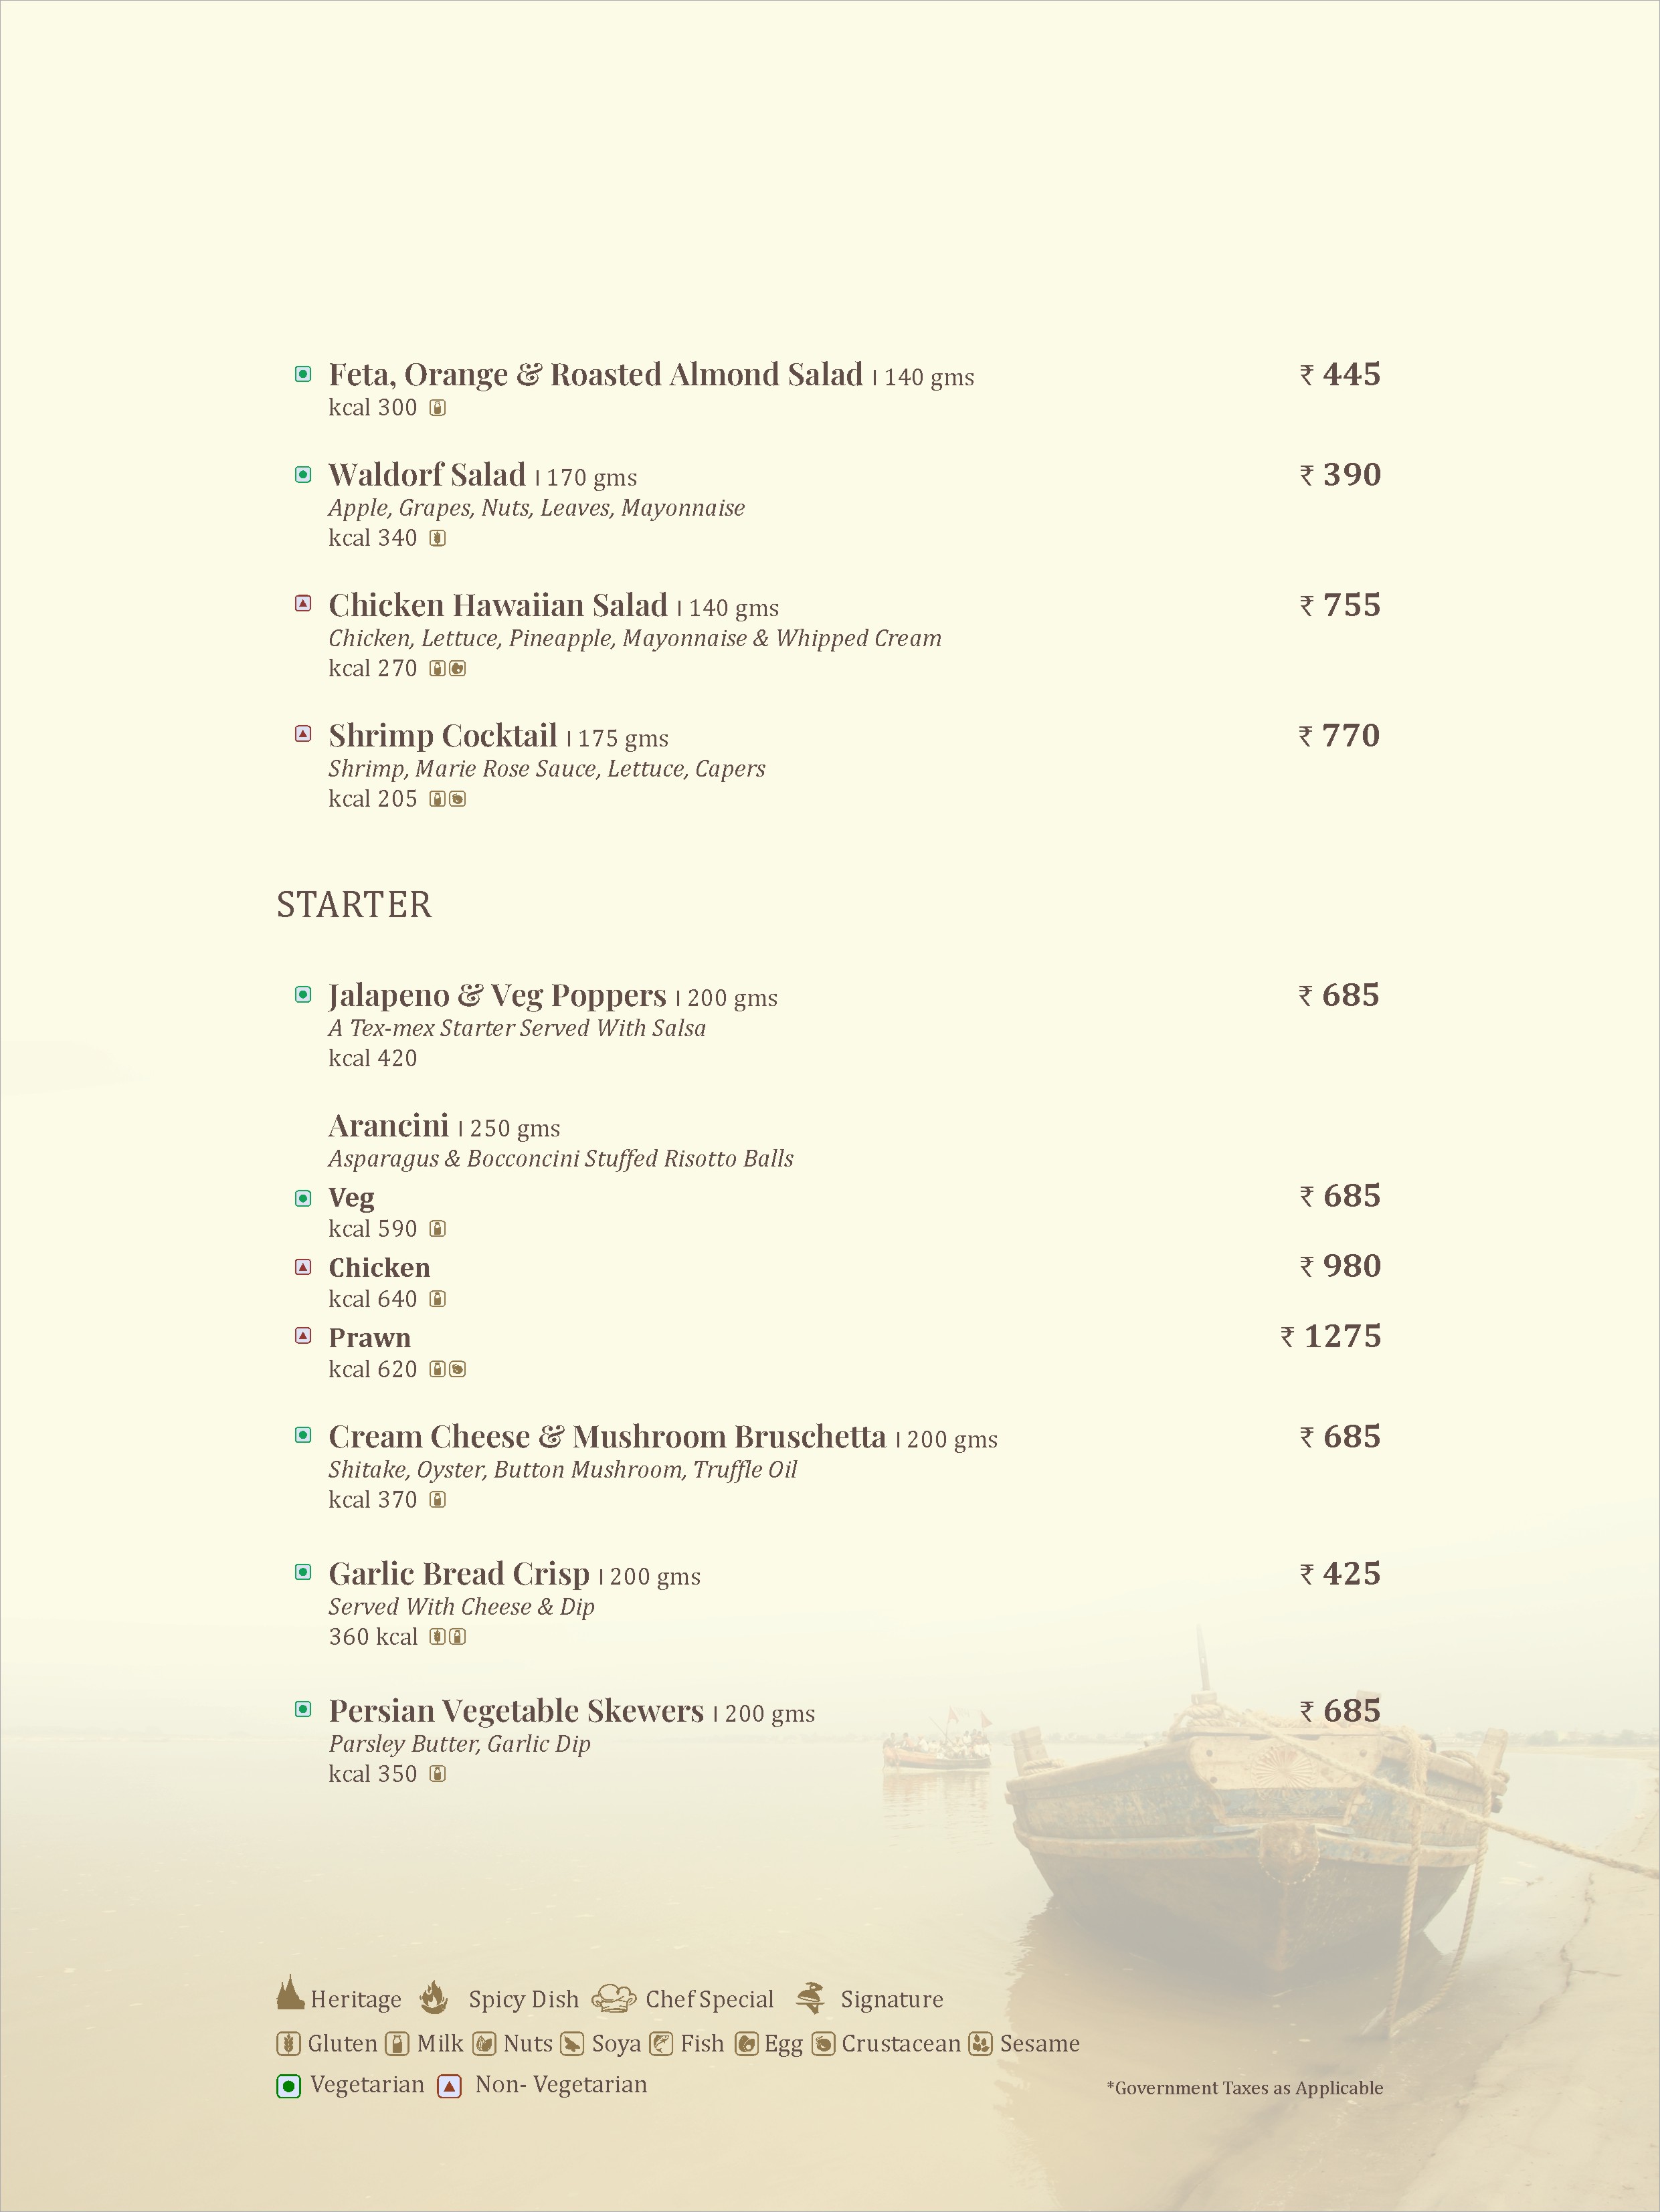 Feta, Orange & Roasted Almond Salad | 140 gms ₹ 445
kcal 300
Waldorf Salad | 170 gms ₹ 390
Apple, Grapes, Nuts, Leaves, Mayonnaise
kcal 340
Chicken Hawaiian Salad | 140 gms ₹ 755
Chicken, Lettuce, Pineapple, Mayonnaise & Whipped Cream
kcal 270
Shrimp Cocktail | 175 gms ₹ 770
Shrimp, Marie Rose Sauce, Lettuce, Capers
kcal 205
STARTER
Jalapeno & Veg Poppers | 200 gms ₹ 685
A Tex-mex Starter Served With Salsa
kcal 420
Arancini | 250 gms
Asparagus & Bocconcini Stuffed Risotto Balls
Veg ₹ 685
kcal 590
Chicken ₹ 980
kcal 640
Prawn ₹ 1275
kcal 620
Cream Cheese & Mushroom Bruschetta | 200 gms ₹ 685
Shitake, Oyster, Button Mushroom, Truffle Oil
kcal 370
Garlic Bread Crisp | 200 gms ₹ 425
Served With Cheese & Dip
360 kcal
Persian Vegetable Skewers | 200 gms ₹ 685
Parsley Butter, Garlic Dip
kcal 350
Heritage Spicy Dish Chef Special Signature
Gluten Milk Nuts Soya Fish Egg Crustacean Sesame
Vegetarian Non- Vegetarian *Government Taxes as Applicable